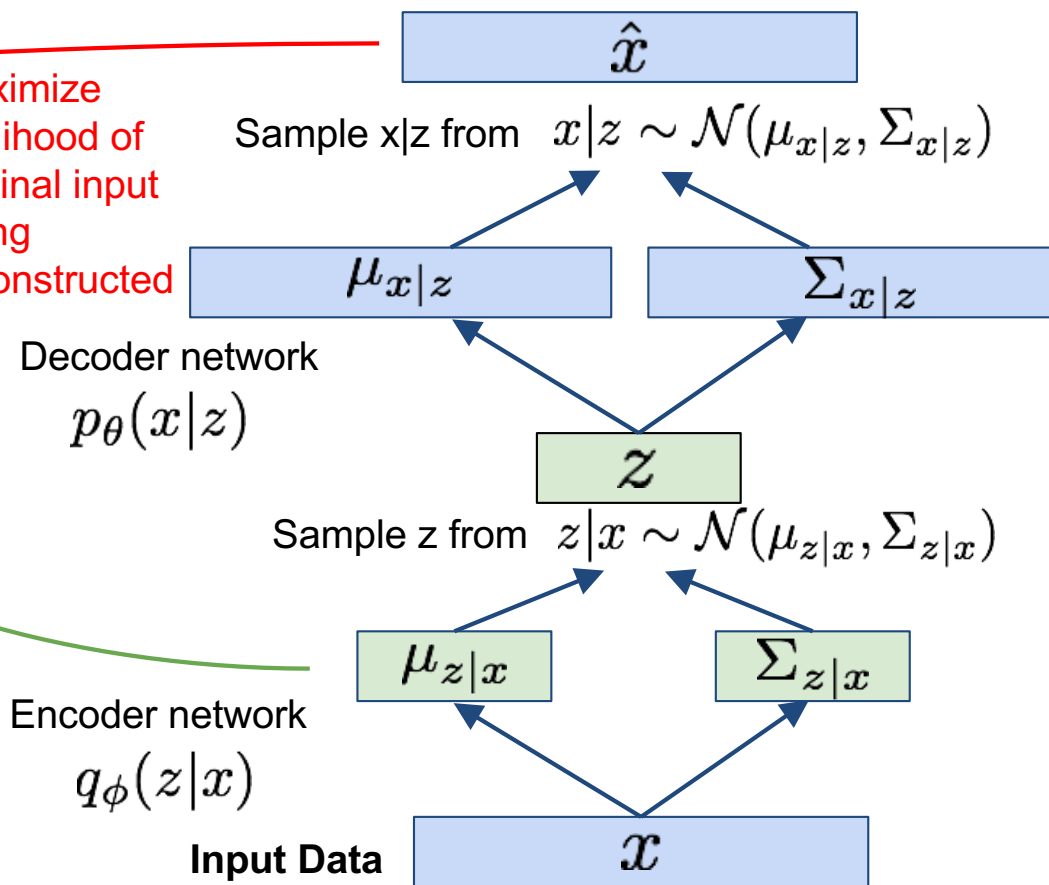 x̂
Sample x|z from x|z ∼ 𝒩(μ_{x|z}, Σ_{x|z})
ximize
lihood of
inal input
ng
onstructed
μ_{x|z}
Σ_{x|z}
Decoder network
p_θ(x|z)
z
Sample z from z|x ∼ 𝒩(μ_{z|x}, Σ_{z|x})
μ_{z|x}
Σ_{z|x}
Encoder network
q_ϕ(z|x)
Input Data
x